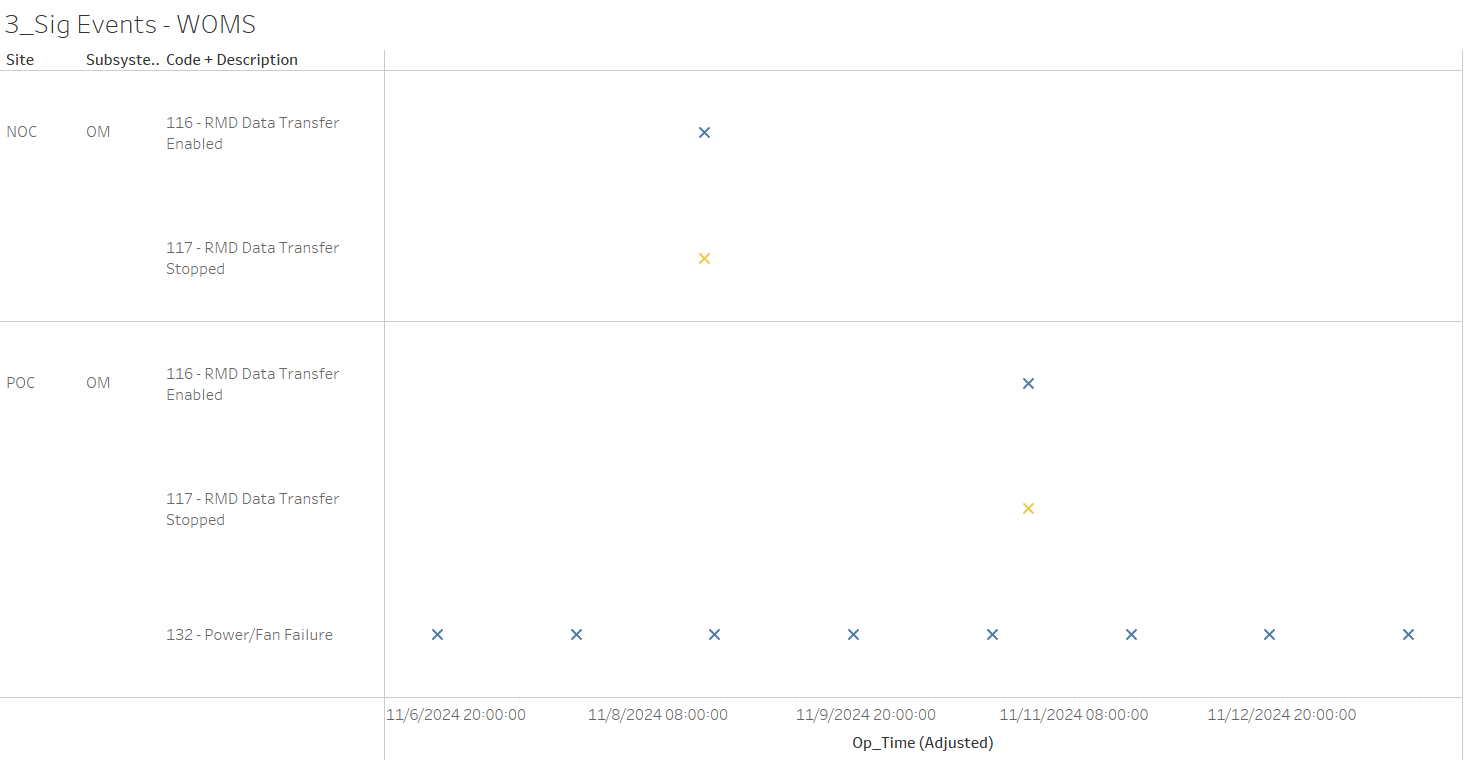 3_Sig Events - WOMS
Site Subsyste.. Code + Description
NOC OM 116 - RMD Data Transfer
Enabled
117 - RMD Data Transfer
Stopped
POC OM 116 - RMD Data Transfer
Enabled
117 - RMD Data Transfer
Stopped
132 - Power/Fan Failure
11/6/2024 20:00:00 11/8/2024 08:00:00 11/9/2024 20:00:00 11/11/2024 08:00:00 11/12/2024 20:00:00
Op_Time (Adjusted)